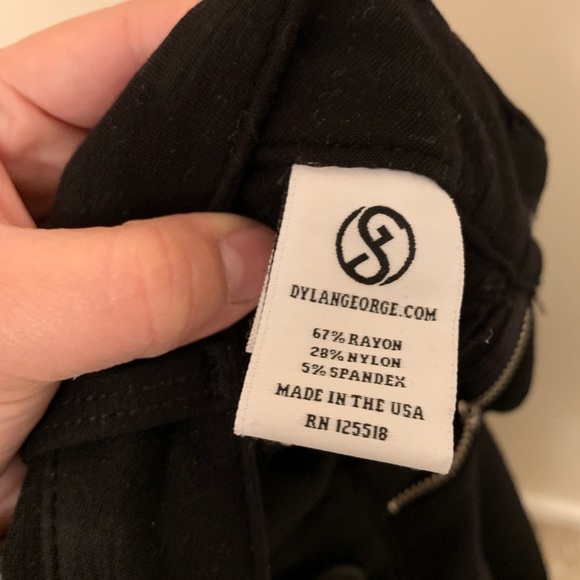 DYLANGEORGE.COM
67% RAYON
28% NYLON
5% SPANDEX
MADE IN THE USA
RN 125518